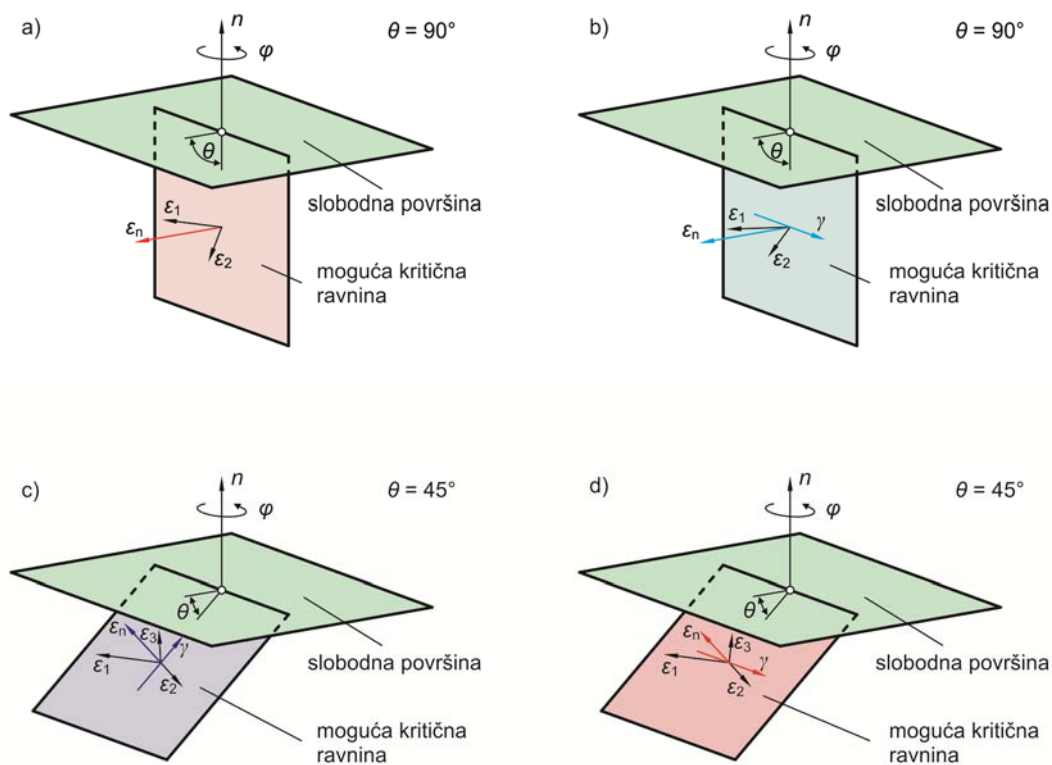 a)
n
φ
θ = 90°
θ
slobodna površina
ε1
εn
ε2
moguća kritična
ravnina
b)
n
φ
θ = 90°
θ
slobodna površina
ε1
γ
εn
ε2
moguća kritična
ravnina
c)
n
φ
θ = 45°
θ
εn
ε3
γ
slobodna površina
ε1
ε2
moguća kritična
ravnina
d)
n
φ
θ = 45°
θ
εn
ε3
γ
slobodna površina
ε1
ε2
moguća kritična
ravnina